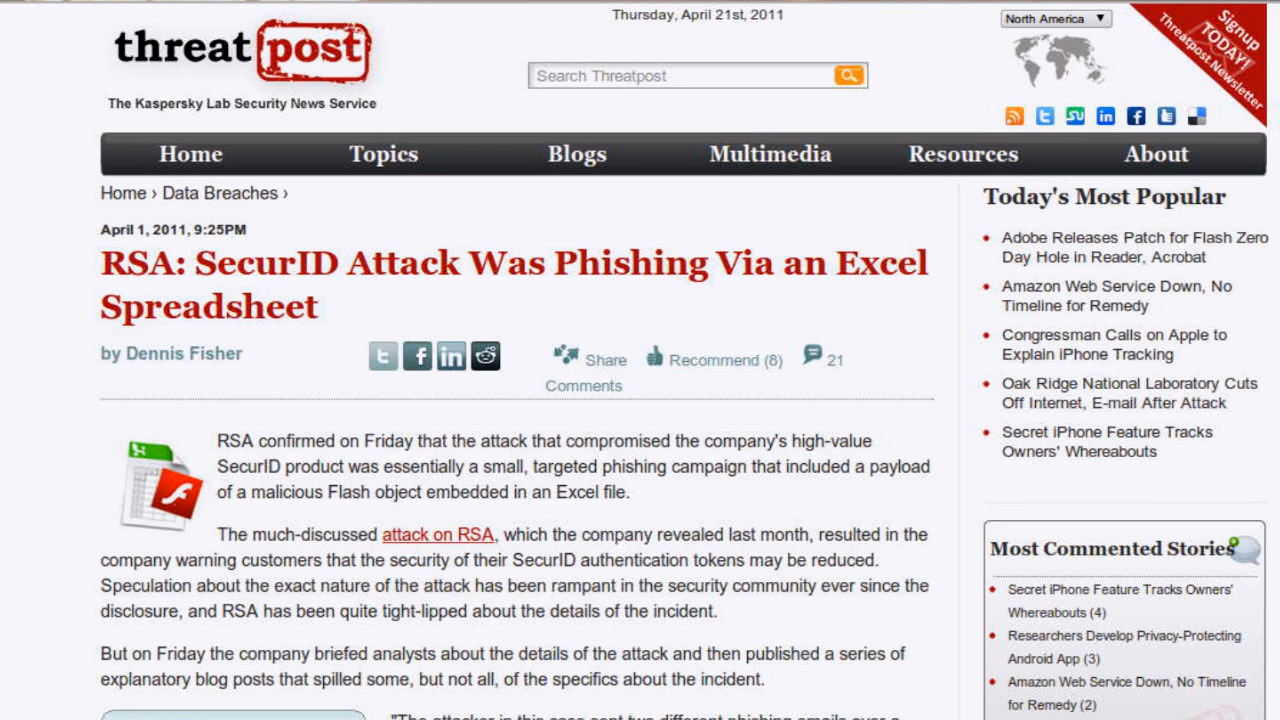 Thursday, April 21st, 2011
North America
Signup
TODAY!
Threatpost Newsletter
threat post
Search Threatpost
The Kaspersky Lab Security News Service
Home Topics Blogs Multimedia Resources About
Home › Data Breaches ›
April 1, 2011, 9:25PM
RSA: SecurID Attack Was Phishing Via an Excel
Spreadsheet
by Dennis Fisher
Share Recommend (8) 21
Comments
RSA confirmed on Friday that the attack that compromised the company's high-value
SecurID product was essentially a small, targeted phishing campaign that included a payload
of a malicious Flash object embedded in an Excel file.
The much-discussed attack on RSA, which the company revealed last month, resulted in the
company warning customers that the security of their SecurID authentication tokens may be reduced.
Speculation about the exact nature of the attack has been rampant in the security community ever since the
disclosure, and RSA has been quite tight-lipped about the details of the incident.
But on Friday the company briefed analysts about the details of the attack and then published a series of
explanatory blog posts that spilled some, but not all, of the specifics about the incident.
"The attacker in this case sent two different phishing emails over a
Today's Most Popular
Adobe Releases Patch for Flash Zero
Day Hole in Reader, Acrobat
Amazon Web Service Down, No
Timeline for Remedy
Congressman Calls on Apple to
Explain iPhone Tracking
Oak Ridge National Laboratory Cuts
Off Internet, E-mail After Attack
Secret iPhone Feature Tracks
Owners' Whereabouts
Most Commented Stories
Secret iPhone Feature Tracks Owners'
Whereabouts (4)
Researchers Develop Privacy-Protecting
Android App (3)
Amazon Web Service Down, No Timeline
for Remedy (2)